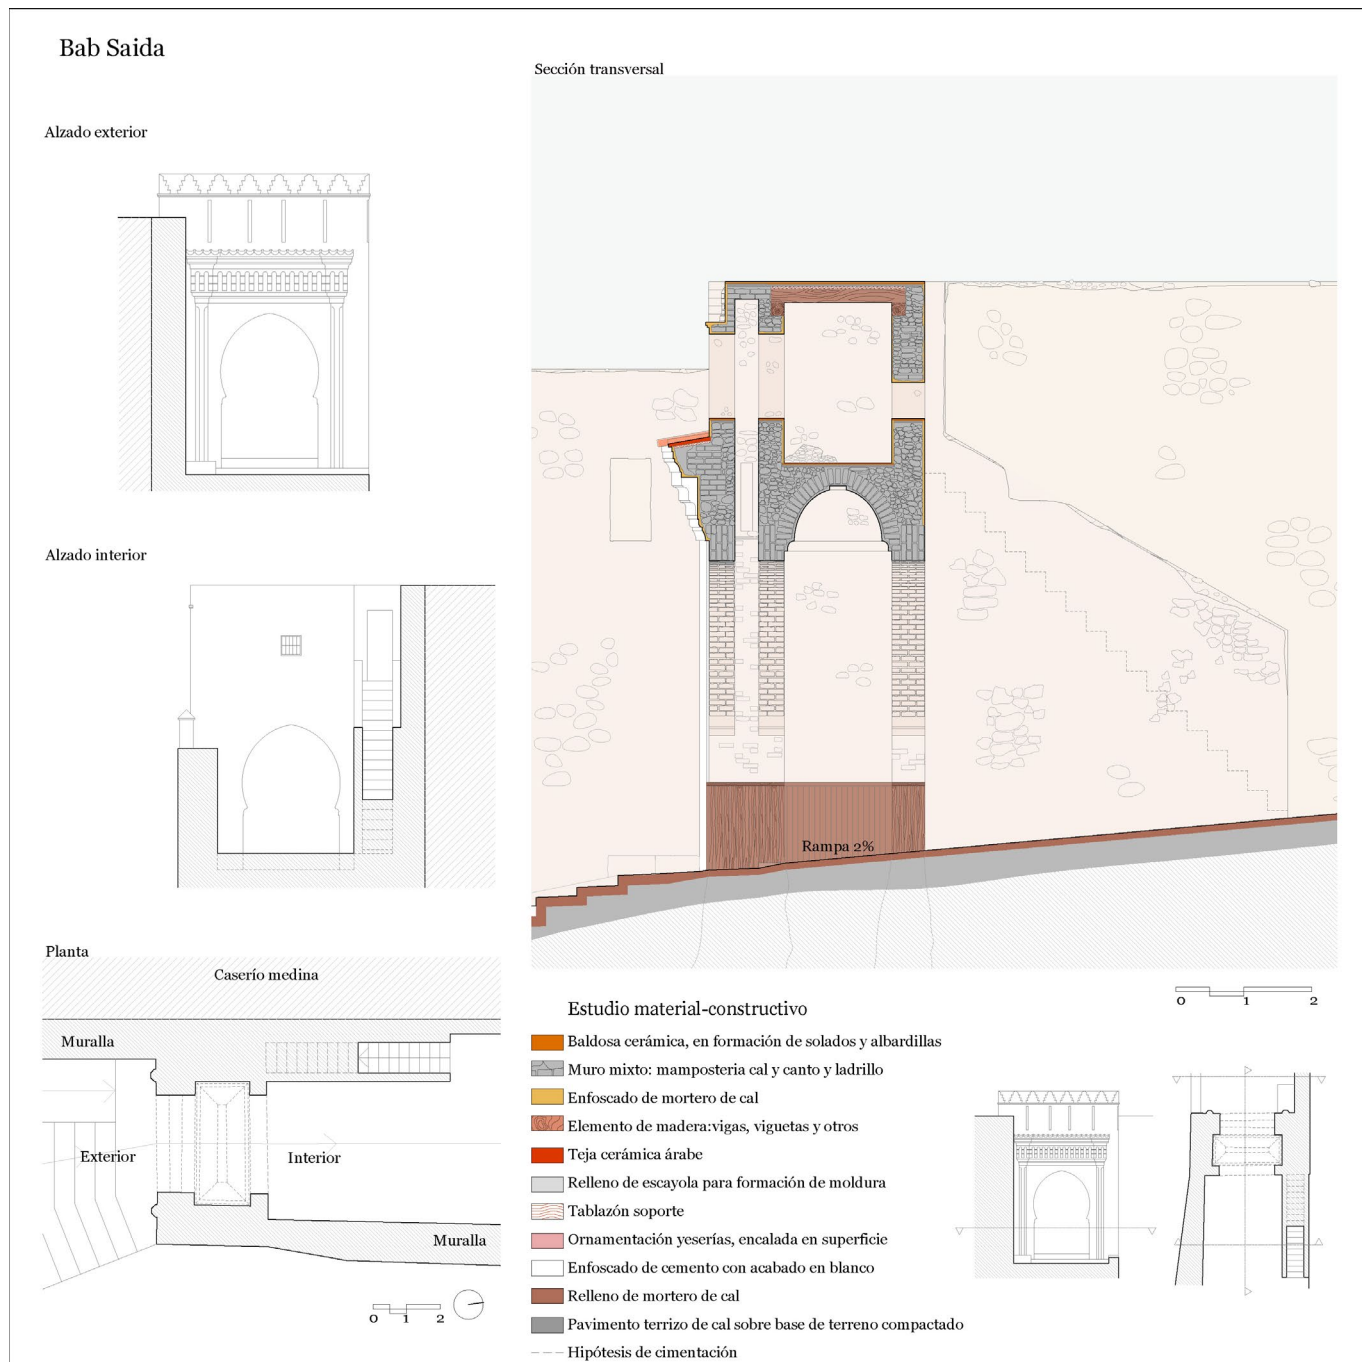 Bab Saida
Sección transversal
Alzado exterior
Alzado interior
Rampa 2%
Planta
Caserío medina
Muralla
Exterior
Interior
Muralla
0 1 2
0 1 2
Estudio material-constructivo
Baldosa cerámica, en formación de solados y albardillas
Muro mixto: mamposteria cal y canto y ladrillo
Enfoscado de mortero de cal
Elemento de madera:vigas, viguetas y otros
Teja cerámica árabe
Relleno de escayola para formación de moldura
Tablazón soporte
Ornamentación yeserías, encalada en superficie
Enfoscado de cemento con acabado en blanco
Relleno de mortero de cal
Pavimento terrizo de cal sobre base de terreno compactado
Hipótesis de cimentación